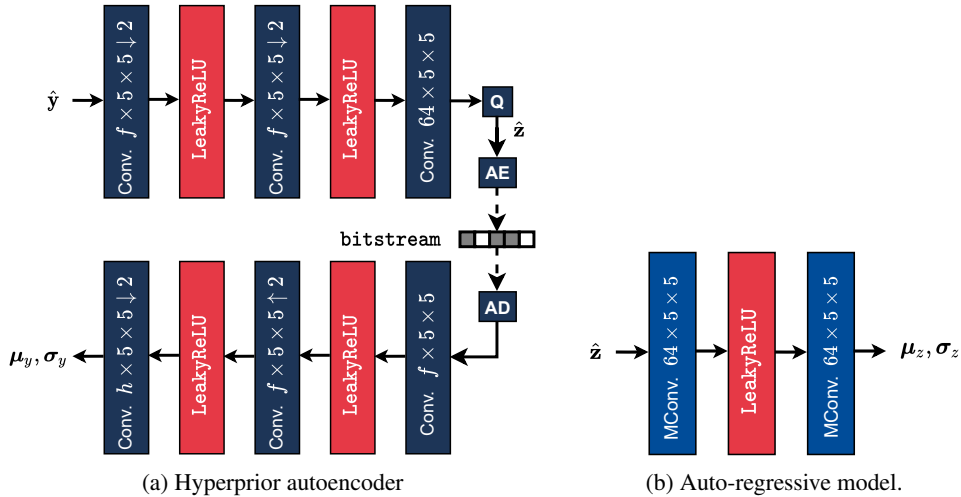 ŷ
Conv. f × 5 × 5 ↓ 2
LeakyReLU
Conv. f × 5 × 5 ↓ 2
LeakyReLU
Conv. 64 × 5 × 5
Q
ẑ
AE
bitstream
AD
Conv. f × 5 × 5
LeakyReLU
Conv. f × 5 × 5 ↑ 2
LeakyReLU
Conv. h × 5 × 5 ↓ 2
μ_y, σ_y
(a) Hyperprior autoencoder
ẑ
MConv. 64 × 5 × 5
LeakyReLU
MConv. 64 × 5 × 5
μ_z, σ_z
(b) Auto-regressive model.